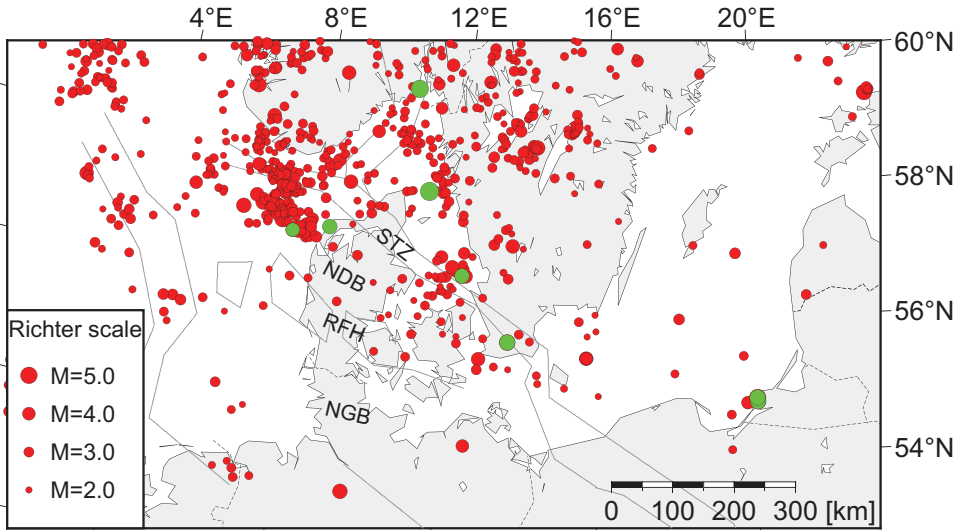 4°E 8°E 12°E 16°E 20°E
60°N
58°N
STZ
NDB
56°N
RFH
Richter scale
M=5.0
M=4.0
NGB
M=3.0
54°N
M=2.0
0 100 200 300 [km]